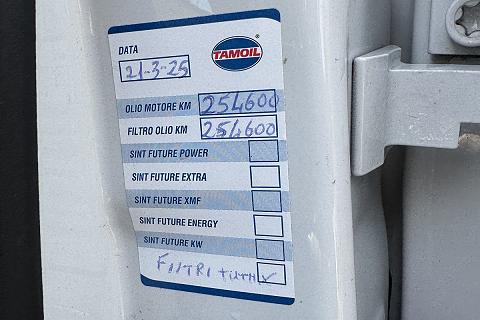 DATA
TAMOIL
21-3-25
OLIO MOTORE KM 254600
FILTRO OLIO KM 254600
SINT FUTURE POWER
SINT FUTURE EXTRA
SINT FUTURE XMF
SINT FUTURE ENERGY
SINT FUTURE KW
FILTRI